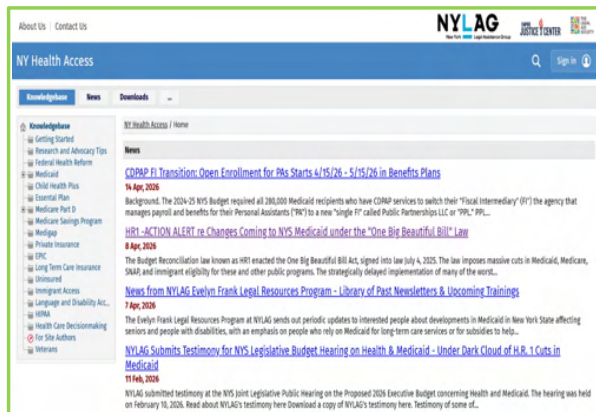 About Us | Contact Us
NYLAG
New York Legal Assistance Group
EMPIRE JUSTICE CENTER
THE LEGAL AID SOCIETY
NY Health Access
Sign in
Knowledgebase News Downloads ...
Knowledgebase
Getting Started
Research and Advocacy Tips
Federal Health Reform
Medicaid
Child Health Plus
Essential Plan
Medicare Part D
Medicare Savings Program
Medigap
Private Insurance
EPIC
Long Term Care Insurance
Uninsured
Immigrant Access
Language and Disability Acc...
HIPAA
Health Care Decisionmaking
For Site Authors
Veterans
NY Health Access / Home
News
CDPAP FI Transition: Open Enrollment for PAs Starts 4/15/26 - 5/15/26 in Benefits Plans
14 Apr, 2026
Background. The 2024-25 NYS Budget required all 280,000 Medicaid recipients who have CDPAP services to switch their "Fiscal Intermediary" (FI") the agency that
manages payroll and benefits for their Personal Assistants ("PA") to a new "single FI" called Public Partnerships LLC or "PPL." PPL...
HR1 -ACTION ALERT re Changes Coming to NYS Medicaid under the "One Big Beautiful Bill" Law
8 Apr, 2026
The Budget Reconciliation law known as HR1 enacted the One Big Beautiful Bill Act, signed into law July 4, 2025. The law imposes massive cuts in Medicaid, Medicare,
SNAP, and immigrant eligibility for these and other public programs. The strategically delayed implementation of many of the worst...
News from NYLAG Evelyn Frank Legal Resources Program - Library of Past Newsletters & Upcoming Trainings
7 Apr, 2026
The Evelyn Frank Legal Resources Program at NYLAG sends out periodic updates to interested people about developments in Medicaid in New York State affecting
seniors and people with disabilities, with an emphasis on people who rely on Medicaid for long-term care services or for subsidies to help...
NYLAG Submits Testimony for NYS Legislative Budget Hearing on Health & Medicaid - Under Dark Cloud of H.R. 1 Cuts in
Medicaid
11 Feb, 2026
NYLAG submitted testimony at the NYS Joint Legislative Public Hearing on the Proposed 2026 Executive Budget concerning Health and Medicaid. The hearing was held
on February 10, 2026. Read about NYLAG's testimony here Download a copy of NYLAG's testimony here. Testimony of some of...